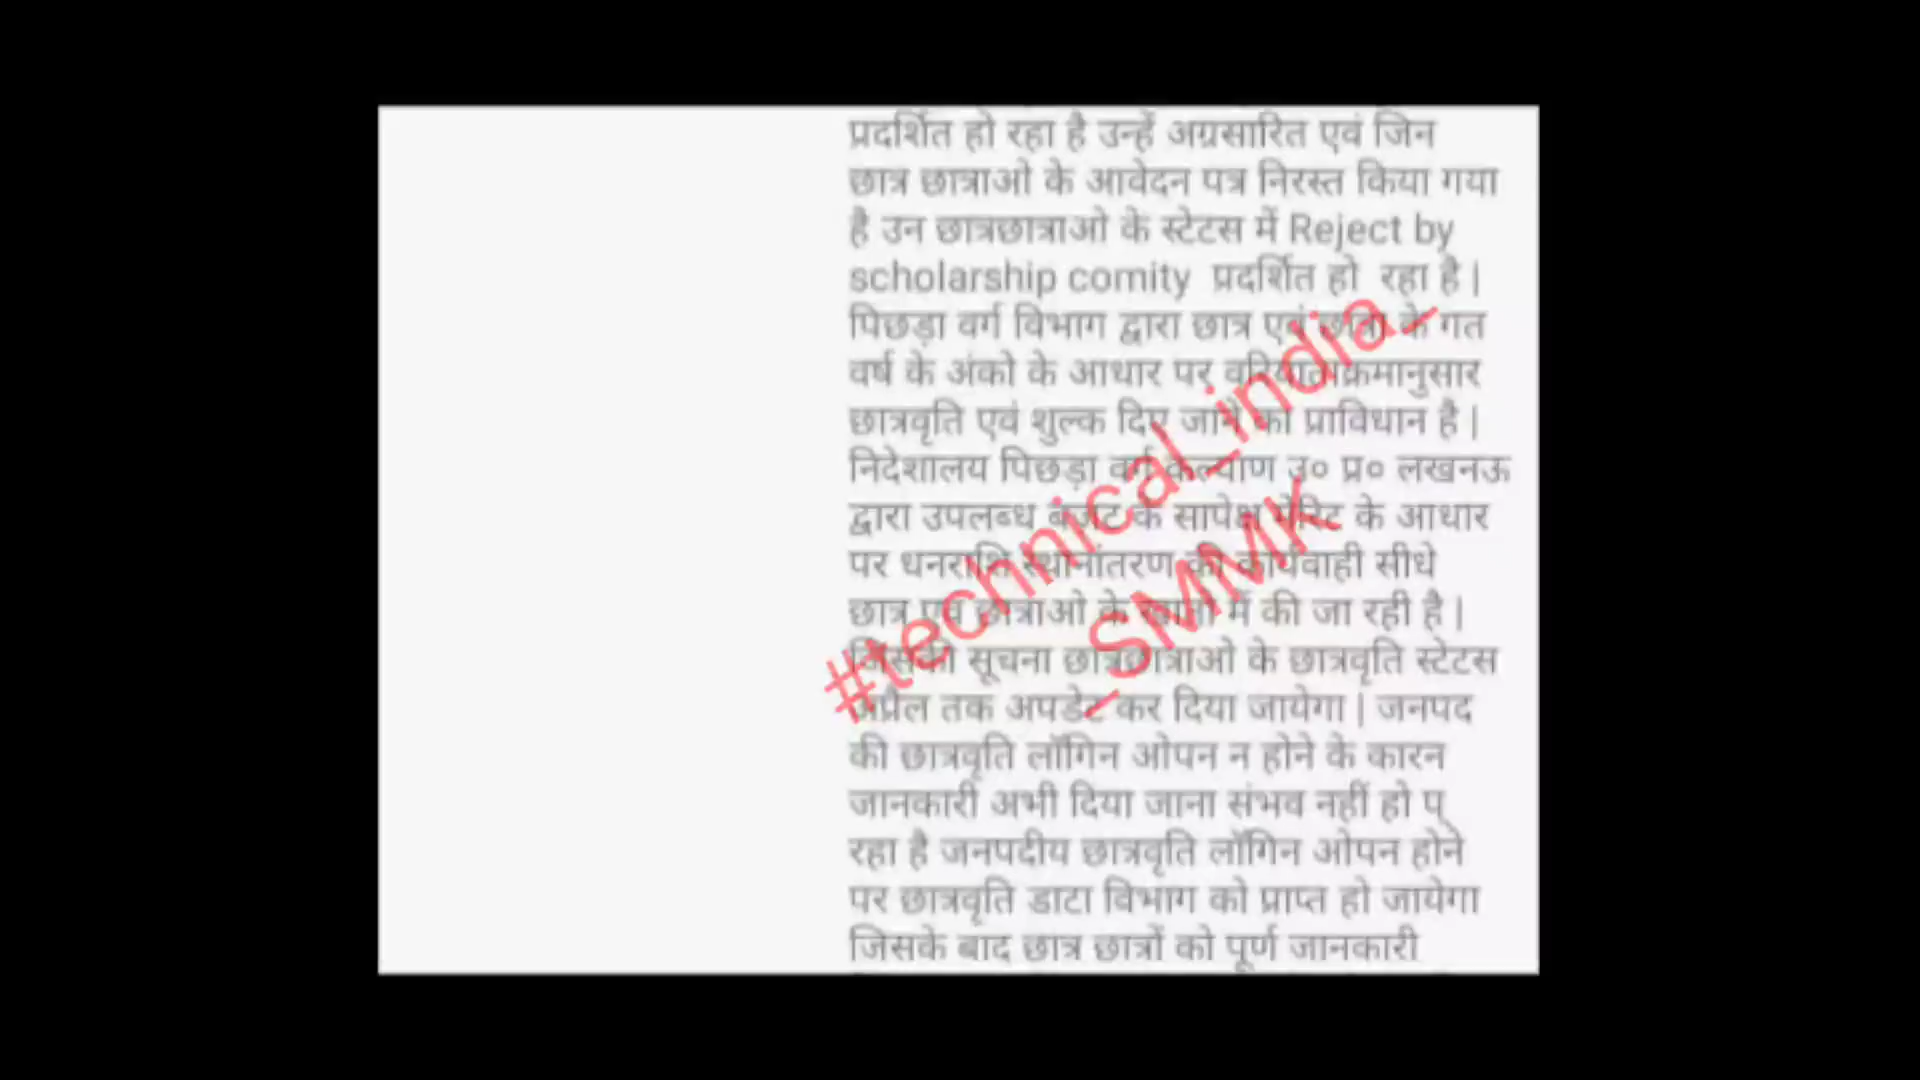 प्रदर्शित हो रहा है उन्हें अग्रसारित एवं जिन
छात्र छात्राओ के आवेदन पत्र निरस्त किया गया
है उन छात्रछात्राओ के स्टेटस में Reject by
scholarship comity प्रदर्शित हो रहा है |
पिछड़ा वर्ग विभाग द्वारा छात्र एवं छात्रा के गत
वर्ष के अंको के आधार पर वरियाताक्रमानुसार
छात्रवृति एवं शुल्क दिए जाने का प्राविधान है |
निदेशालय पिछड़ा वर्ग कल्याण उ० प्र० लखनऊ
द्वारा उपलब्ध बजट के सापेक्ष मेरिट के आधार
पर धनराशि स्थानांतरण की कार्यवाही सीधे
छात्र एवं छात्राओ के खातो में की जा रही है |
जिसकी सूचना छात्रछात्राओ के छात्रवृति स्टेटस
अप्रैल तक अपडेट कर दिया जायेगा | जनपद
की छात्रवृति लॉगिन ओपन न होने के कारन
जानकारी अभी दिया जाना संभव नहीं हो प्
रहा है जनपदीय छात्रवृति लॉगिन ओपन होने
पर छात्रवृति डाटा विभाग को प्राप्त हो जायेगा
जिसके बाद छात्र छात्रों को पूर्ण जानकारी
#technical_india_
_SMMK